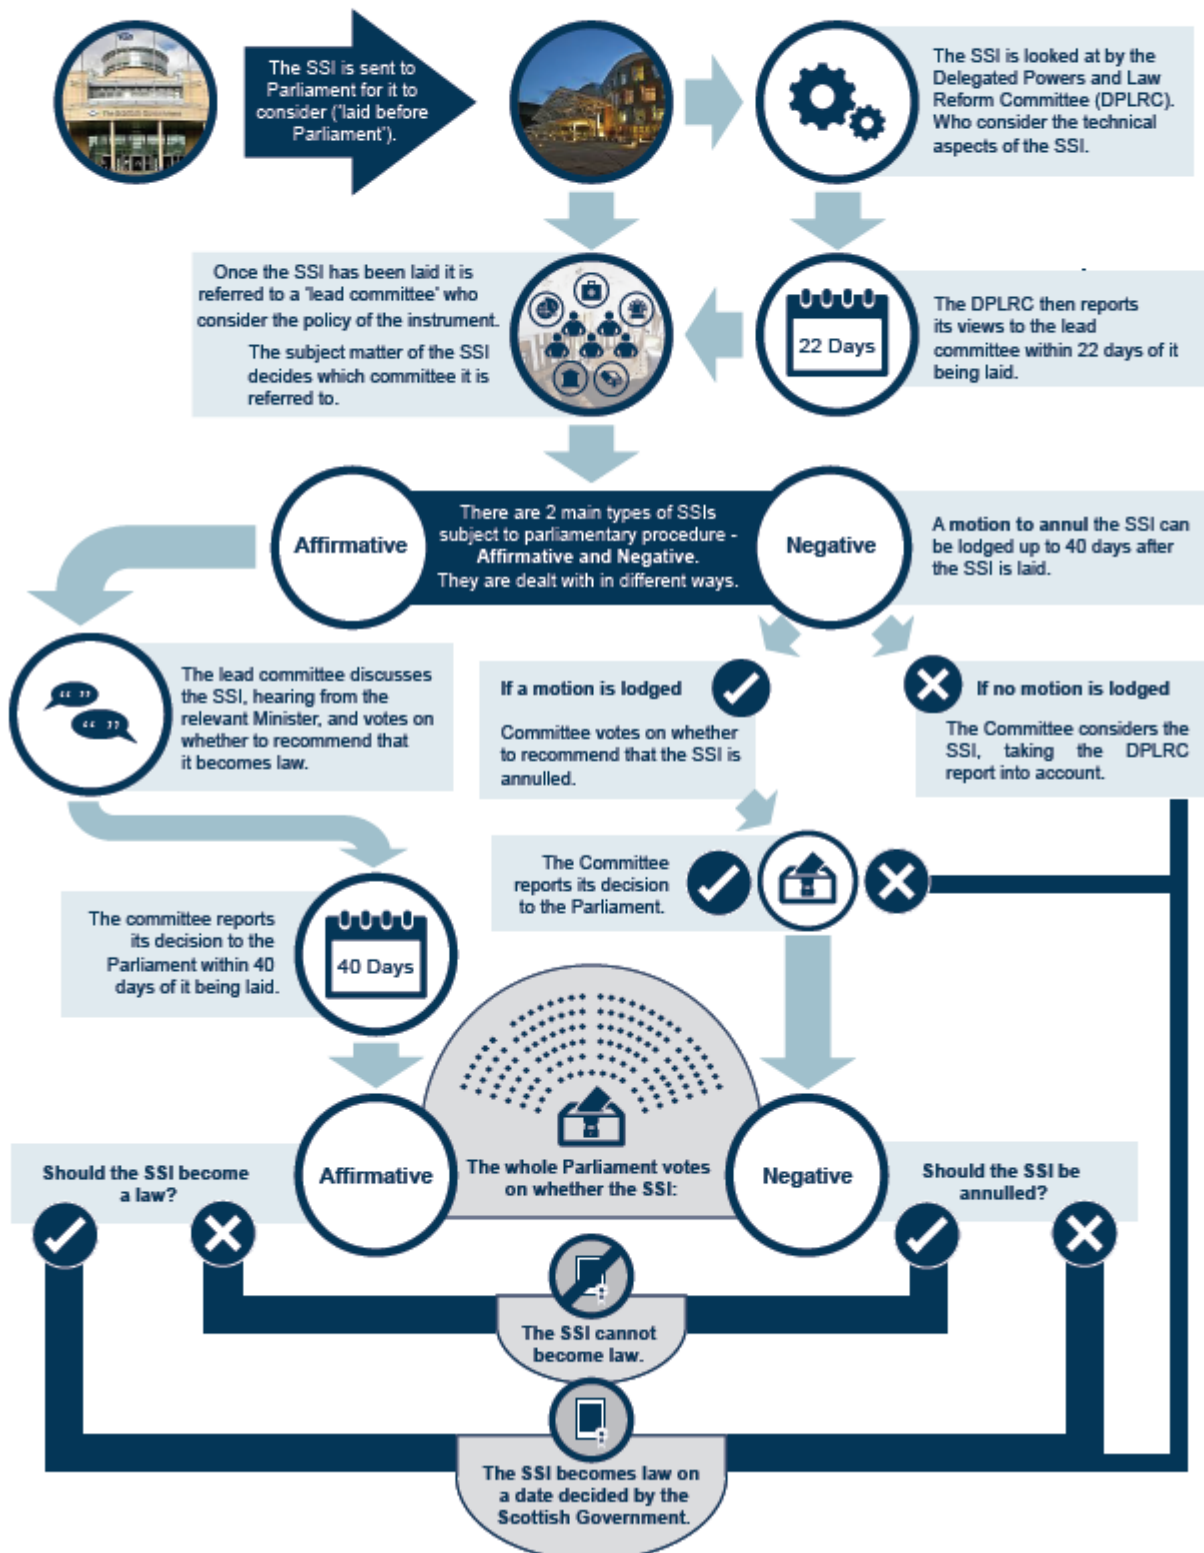 The SSI is sent to
Parliament for it to
consider ("laid before
Parliament").
The SSI is looked at by the
Delegated Powers and Law
Reform Committee (DPLRC).
Who consider the technical
aspects of the SSI.
Once the SSI has been laid it is
referred to a "lead committee" who
consider the policy of the instrument.
The subject matter of the SSI
decides which committee it is
referred to.
22 Days
The DPLRC then reports
its views to the lead
committee within 22 days of it
being laid.
Affirmative
There are 2 main types of SSIs
subject to parliamentary procedure -
Affirmative and Negative.
They are dealt with in different ways.
Negative
A motion to annul the SSI can
be lodged up to 40 days after
the SSI is laid.
The lead committee discusses
the SSI, hearing from the
relevant Minister, and votes on
whether to recommend that
it becomes law.
If a motion is lodged
Committee votes on whether
to recommend that the SSI is
annulled.
If no motion is lodged
The Committee considers the
SSI, taking the DPLRC
report into account.
The Committee
reports its decision
to the Parliament.
The committee reports
its decision to the
Parliament within 40
days of it being laid.
40 Days
Should the SSI become
a law?
Affirmative
The whole Parliament votes
on whether the SSI:
Negative
Should the SSI be
annulled?
The SSI cannot
become law.
The SSI becomes law on
a date decided by the
Scottish Government.